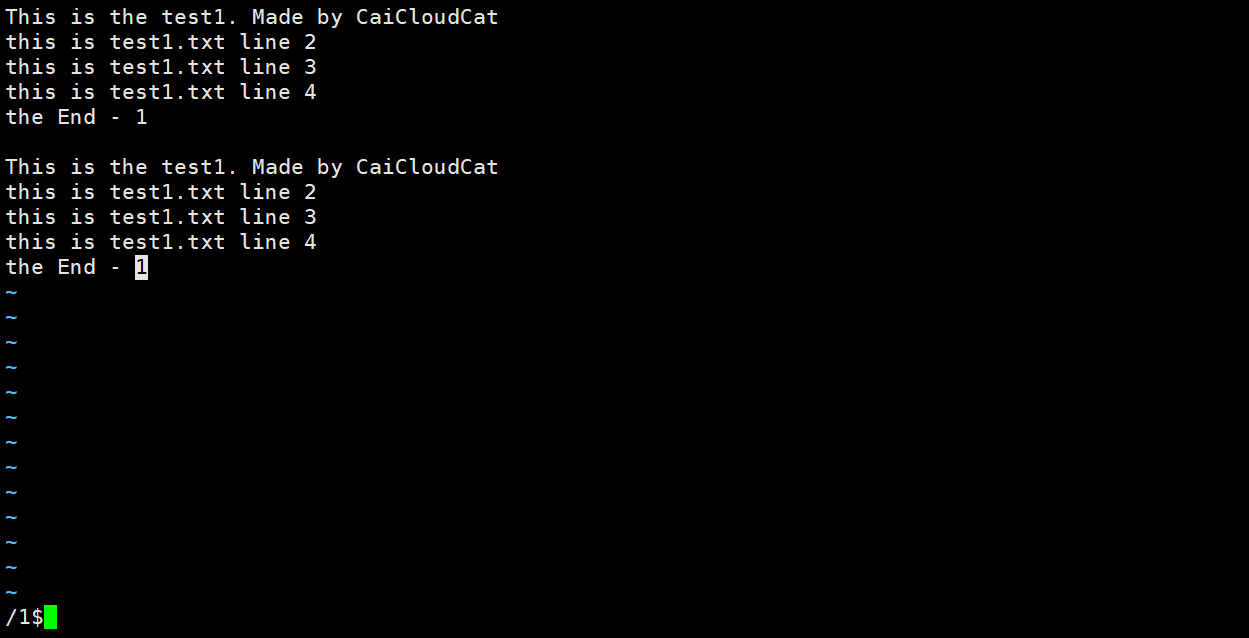 This is the test1. Made by CaiCloudCat
this is test1.txt line 2
this is test1.txt line 3
this is test1.txt line 4
the End - 1

This is the test1. Made by CaiCloudCat
this is test1.txt line 2
this is test1.txt line 3
this is test1.txt line 4
the End - 1
~
~
~
~
~
~
~
~
~
~
~
~
~
/1$